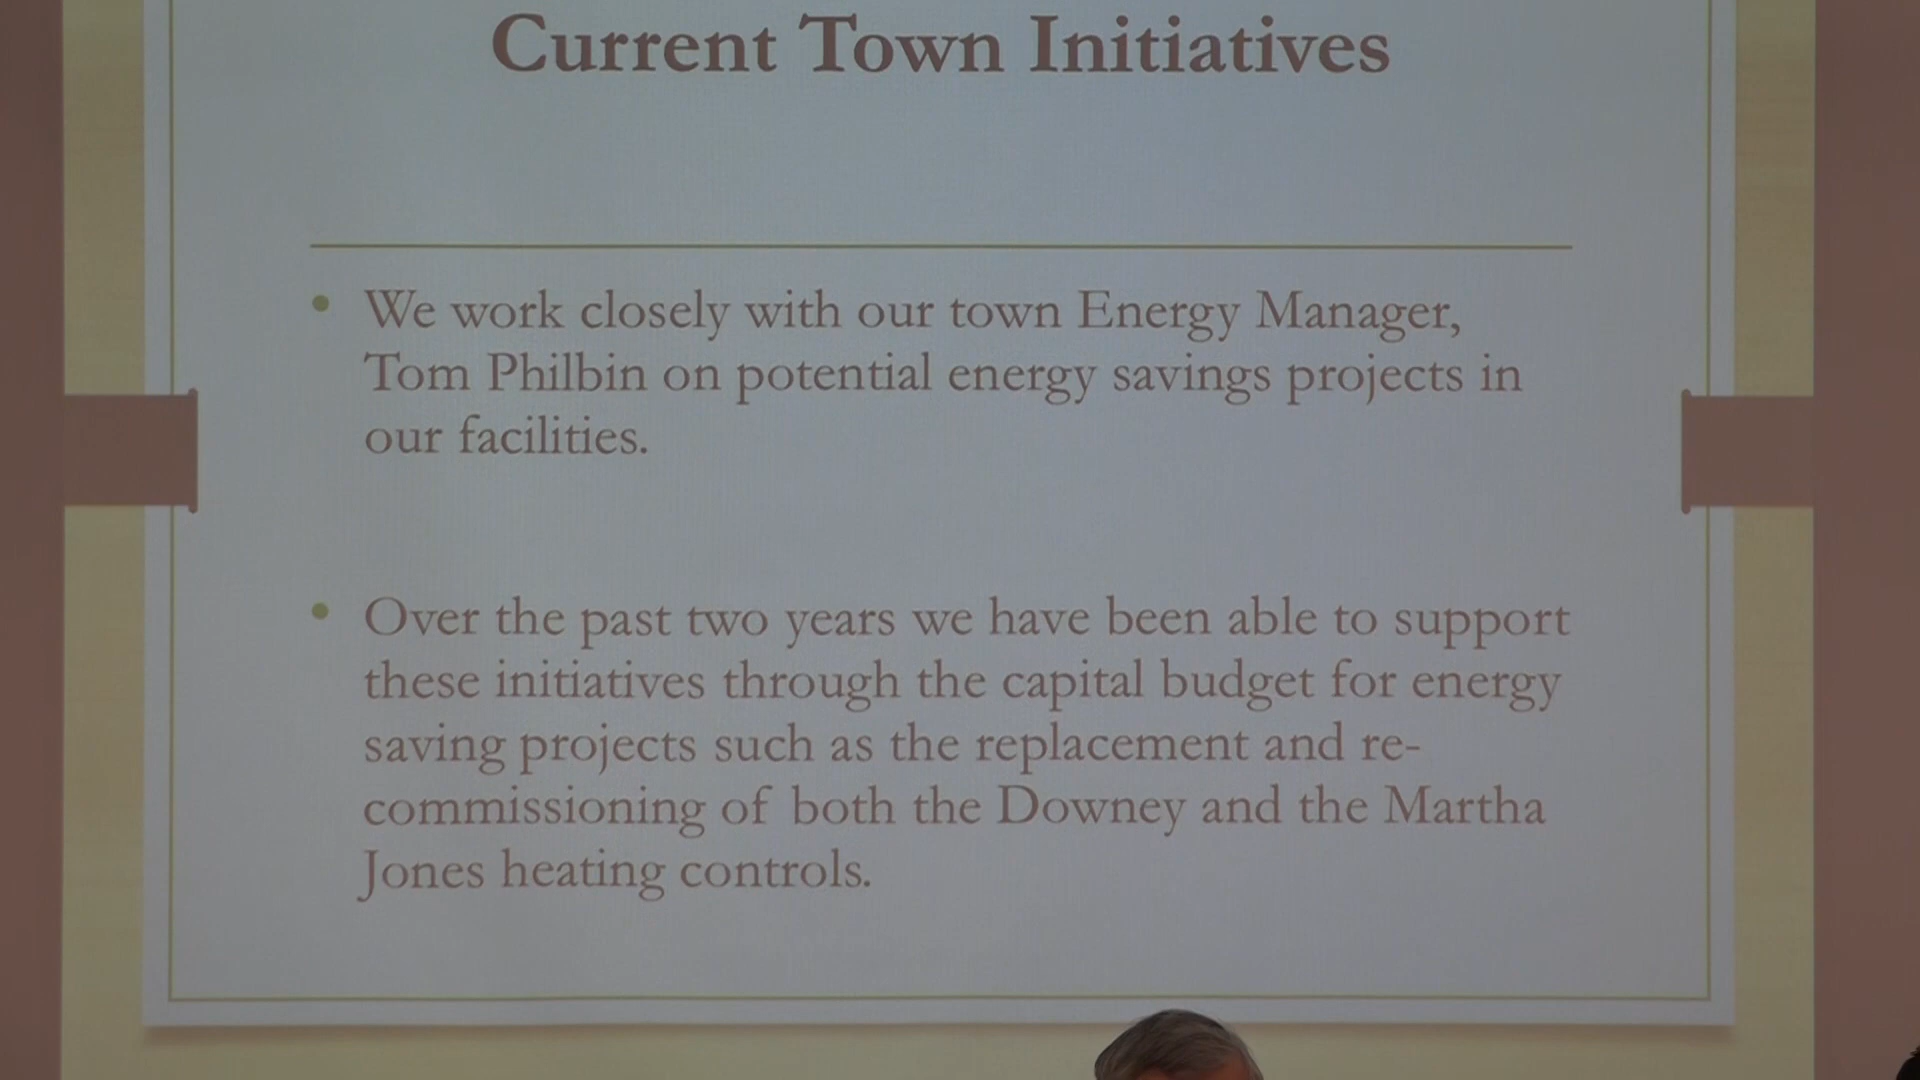 Current Town Initiatives
• We work closely with our town Energy Manager,
Tom Philbin on potential energy savings projects in
our facilities.
• Over the past two years we have been able to support
these initiatives through the capital budget for energy
saving projects such as the replacement and re-
commissioning of both the Downey and the Martha
Jones heating controls.